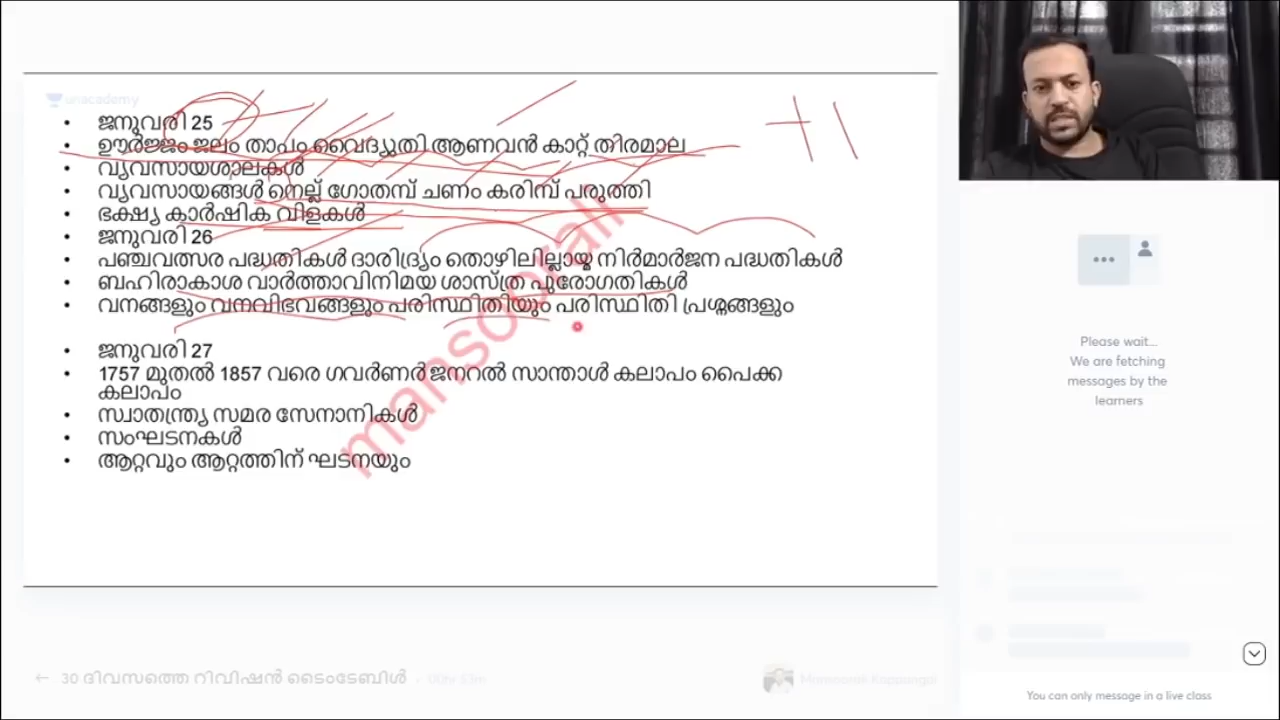 unacademy
ജനുവരി 25
ഊർജ്ജം ജലം താപം വൈദ്യുതി ആണവൻ കാറ്റ് തിരമാല
വ്യവസായശാലകൾ
വ്യവസായങ്ങൾ നെല്ല് ഗോതമ്പ് ചണം കരിമ്പ് പരുത്തി
ഭക്ഷ്യ കാർഷിക വിളകൾ
ജനുവരി 26
പഞ്ചവത്സര പദ്ധതികൾ ദാരിദ്ര്യം തൊഴിലില്ലായ്മ നിർമാർജന പദ്ധതികൾ
ബഹിരാകാശ വാർത്താവിനിമയ ശാസ്ത്ര പുരോഗതികൾ
വനങ്ങളും വനവിഭവങ്ങളും പരിസ്ഥിതിയും പരിസ്ഥിതി പ്രശ്നങ്ങളും
ജനുവരി 27
1757 മുതൽ 1857 വരെ ഗവർണർ ജനറൽ സാന്താൾ കലാപം പൈക്ക
കലാപം
സ്വാതന്ത്ര്യ സമര സേനാനികൾ
സംഘടനകൾ
ആറ്റവും ആറ്റത്തിന് ഘടനയും
mansoorali
+1
Please wait...
We are fetching
messages by the
learners
You can only message in a live class
30 ദിവസത്തെ റിവിഷൻ ടൈംടേബിൾ